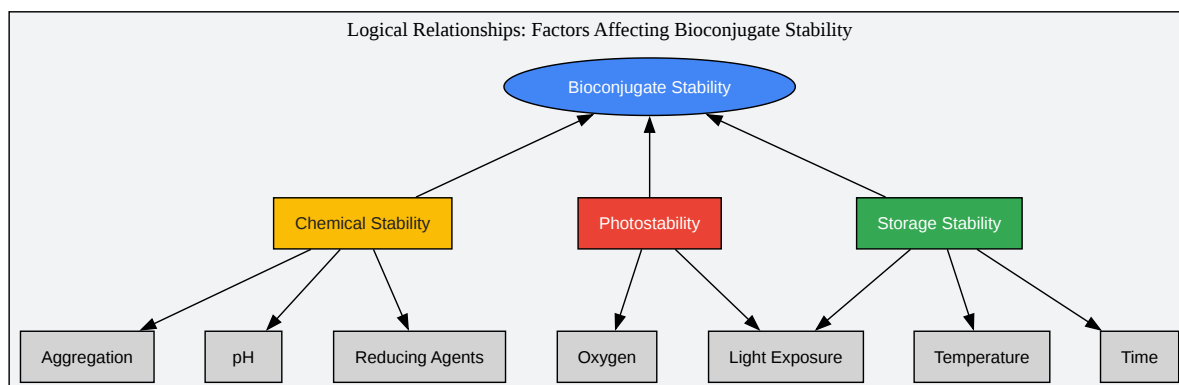 Logical Relationships: Factors Affecting Bioconjugate Stability
Bioconjugate Stability
Chemical Stability
Photostability
Storage Stability
Aggregation
pH
Reducing Agents
Oxygen
Light Exposure
Temperature
Time